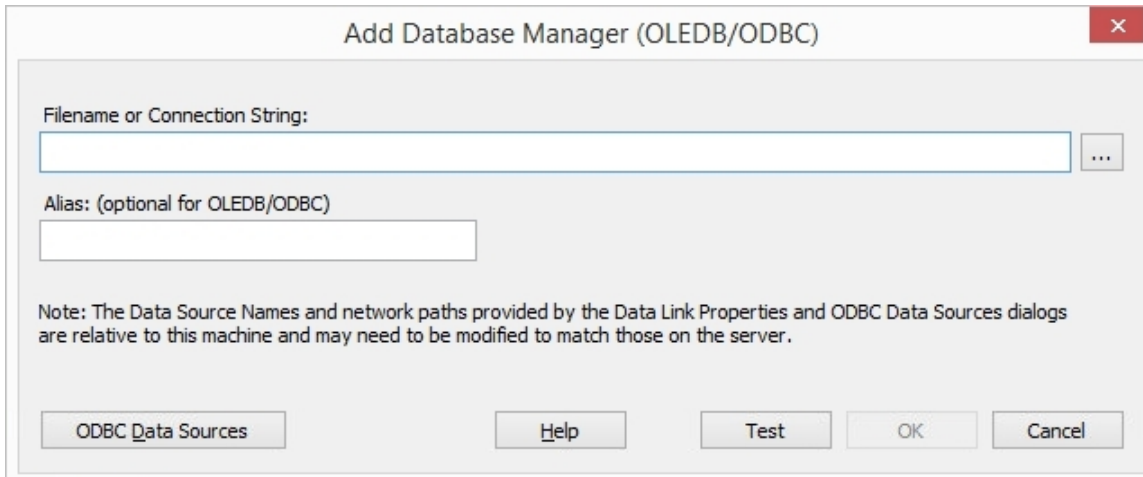 Add Database Manager (OLEDB/ODBC)
Filename or Connection String:
...
Alias: (optional for OLEDB/ODBC)
Note: The Data Source Names and network paths provided by the Data Link Properties and ODBC Data Sources dialogs
are relative to this machine and may need to be modified to match those on the server.
ODBC Data Sources
Help
Test
OK
Cancel